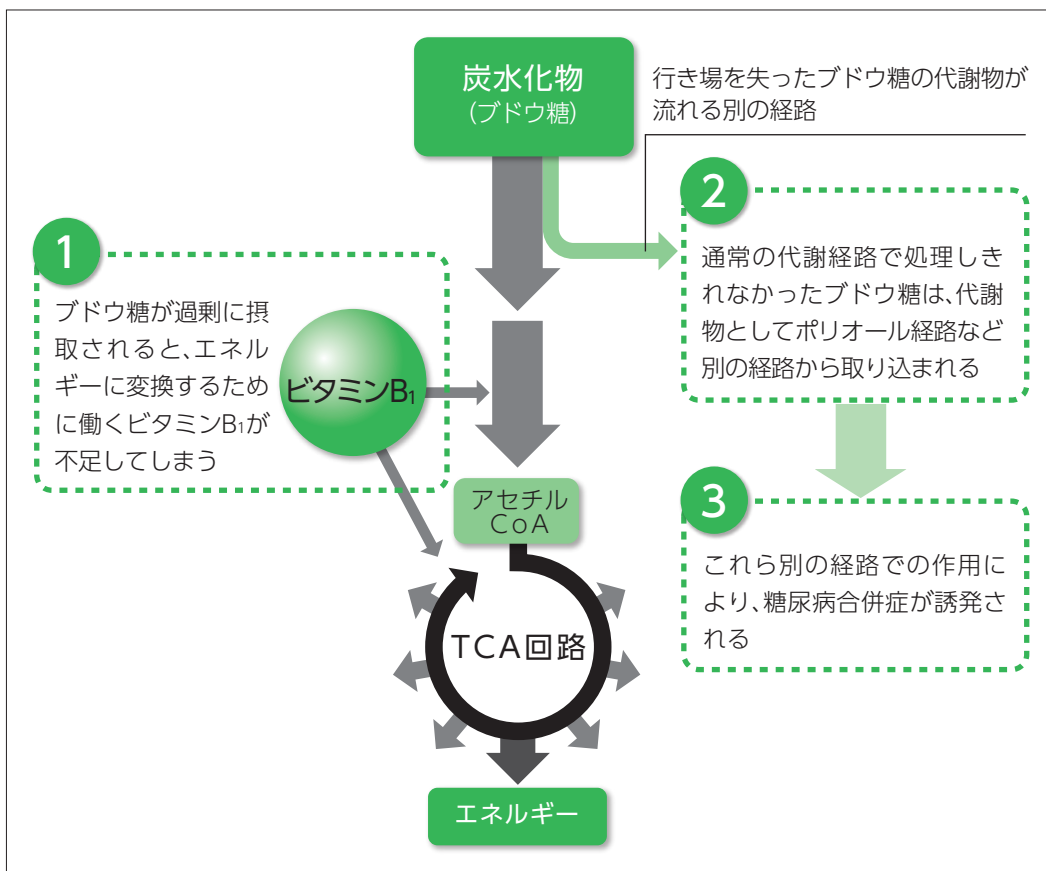 炭水化物
(ブドウ糖)
行き場を失ったブドウ糖の代謝物が
流れる別の経路
1
ブドウ糖が過剰に摂
取されると、エネル
ギーに変換するため
に働くビタミンB₁が
不足してしまう
ビタミンB₁
2
通常の代謝経路で処理しき
れなかったブドウ糖は、代謝
物としてポリオール経路など
別の経路から取り込まれる
アセチル
CoA
3
これら別の経路での作用に
より、糖尿病合併症が誘発さ
れる
TCA回路
エネルギー